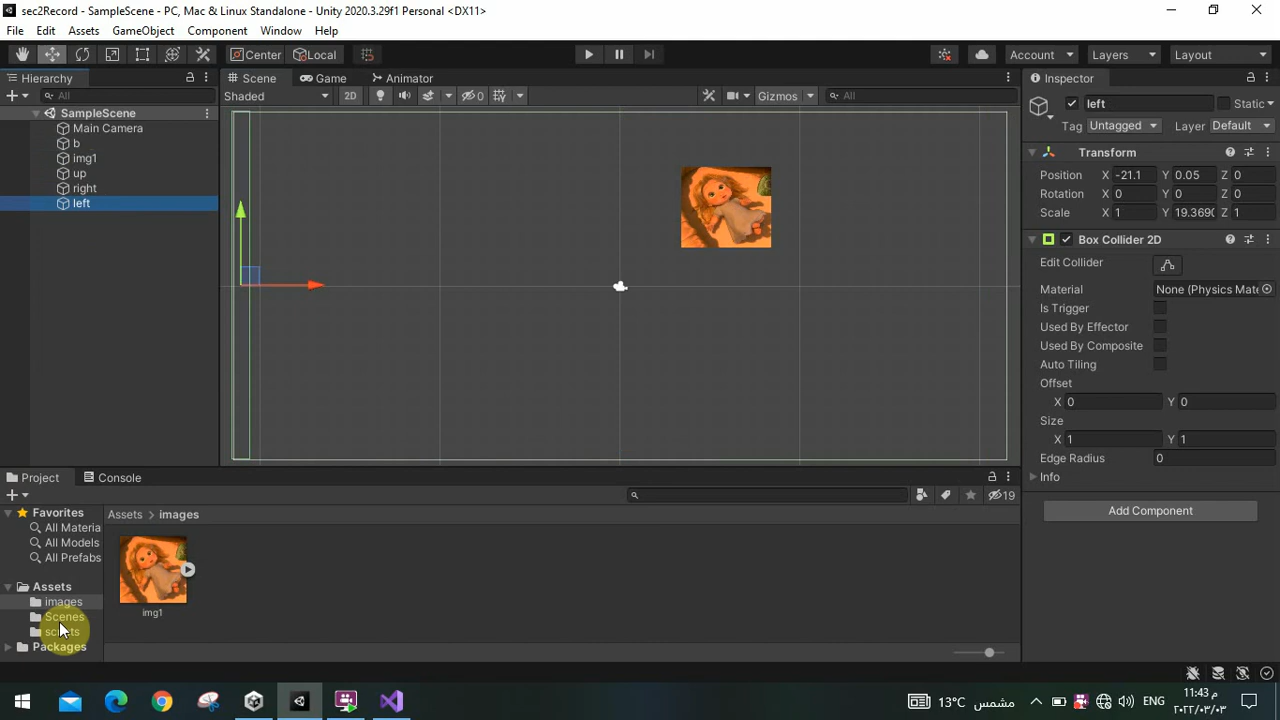 sec2Record - SampleScene - PC, Mac & Linux Standalone - Unity 2020.3.29f1 Personal <DX11>
File Edit Assets GameObject Component Window Help
Center Local Account Layers Layout
Hierarchy Scene Game Animator Inspector
All Shaded 2D 0 Gizmos All left Static
SampleScene
Main Camera
b
img1
up
right
left
Tag Untagged Layer Default
Transform
Position X -21.1 Y 0.05 Z 0
Rotation X 0 Y 0 Z 0
Scale X 1 Y 19.369 Z 1
Box Collider 2D
Edit Collider
Material None (Physics Mate
Is Trigger
Used By Effector
Used By Composite
Auto Tiling
Offset
X 0 Y 0
Size
X 1 Y 1
Edge Radius 0
Info
Add Component
Project Console
19
Favorites
All Materia
All Models
All Prefabs
Assets
images
Scenes
Packages
Assets > images
img1
13°C مشمس
ENG
11:43 م
٢٠٢٢/٠٣/٠٣